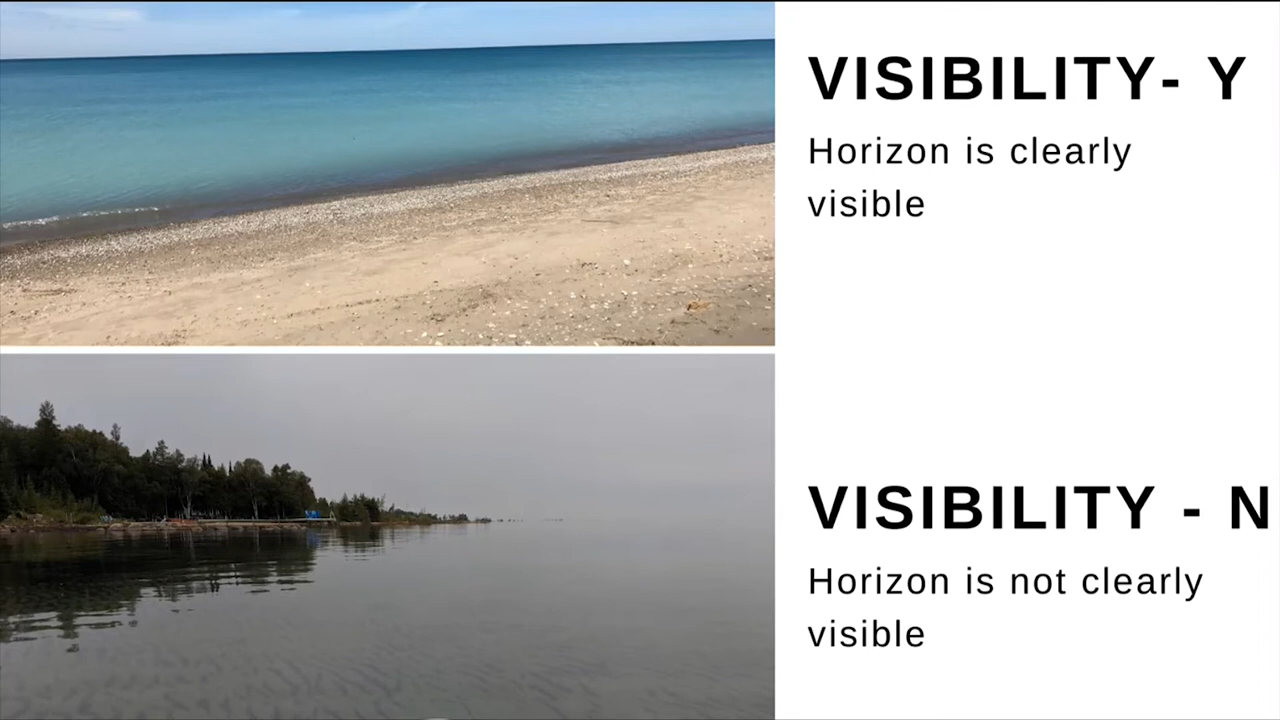 VISIBILITY- Y
Horizon is clearly
visible
VISIBILITY - N
Horizon is not clearly
visible